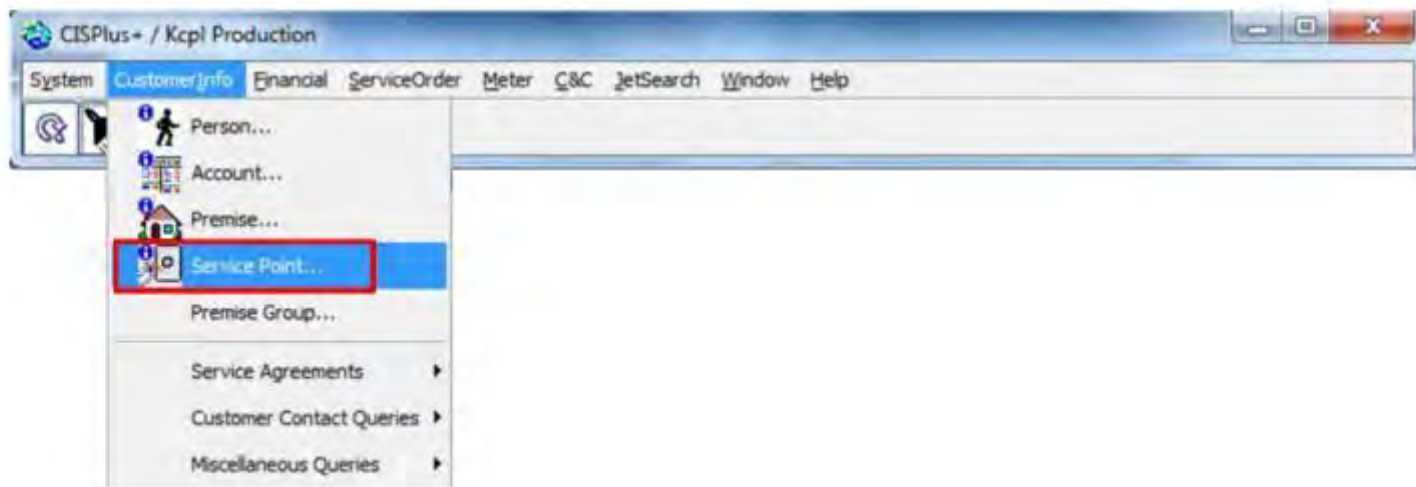 CISPlus+ / Kcpl Production
System CustomerInfo Financial ServiceOrder Meter C&C JetSearch Window Help
Person...
Account...
Premise...
Service Point...
Premise Group...
Service Agreements
Customer Contact Queries
Miscellaneous Queries